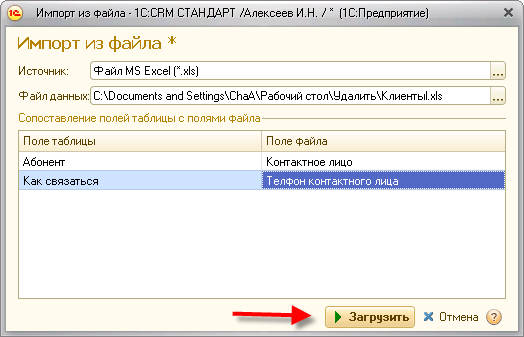 Импорт из файла - 1С:CRM СТАНДАРТ /Алексеев И.Н. / * (1С:Предприятие)
Импорт из файла *
Источник: Файл MS Excel (*.xls) ...
Файл данных: C:\Documents and Settings\ChaA\Рабочий стол\Удалить\Клиенты\.xls ...
Сопоставление полей таблицы с полями файла
Поле таблицы Поле Файла
Абонент Контактное лицо
Как связаться Телфон контактного лица
Загрузить Отмена ?